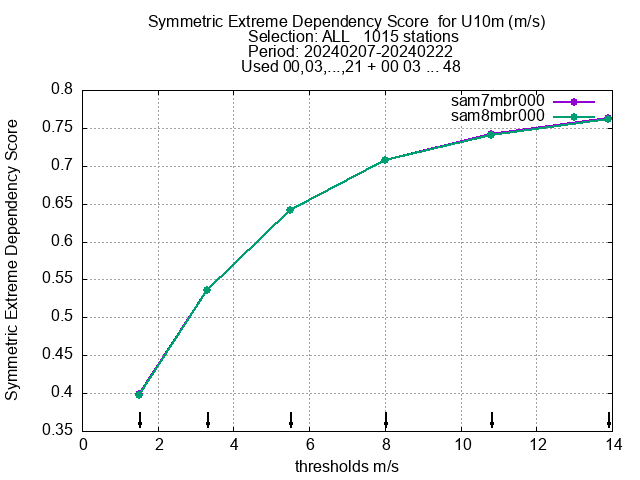 Symmetric Extreme Dependency Score  for U10m (m/s)
Selection: ALL   1015 stations
Period: 20240207-20240222
Used 00,03,...,21 + 00 03 ... 48
sam7mbr000
sam8mbr000
Symmetric Extreme Dependency Score
0.8
0.75
0.7
0.65
0.6
0.55
0.5
0.45
0.4
0.35
0 2 4 6 8 10 12 14
thresholds m/s